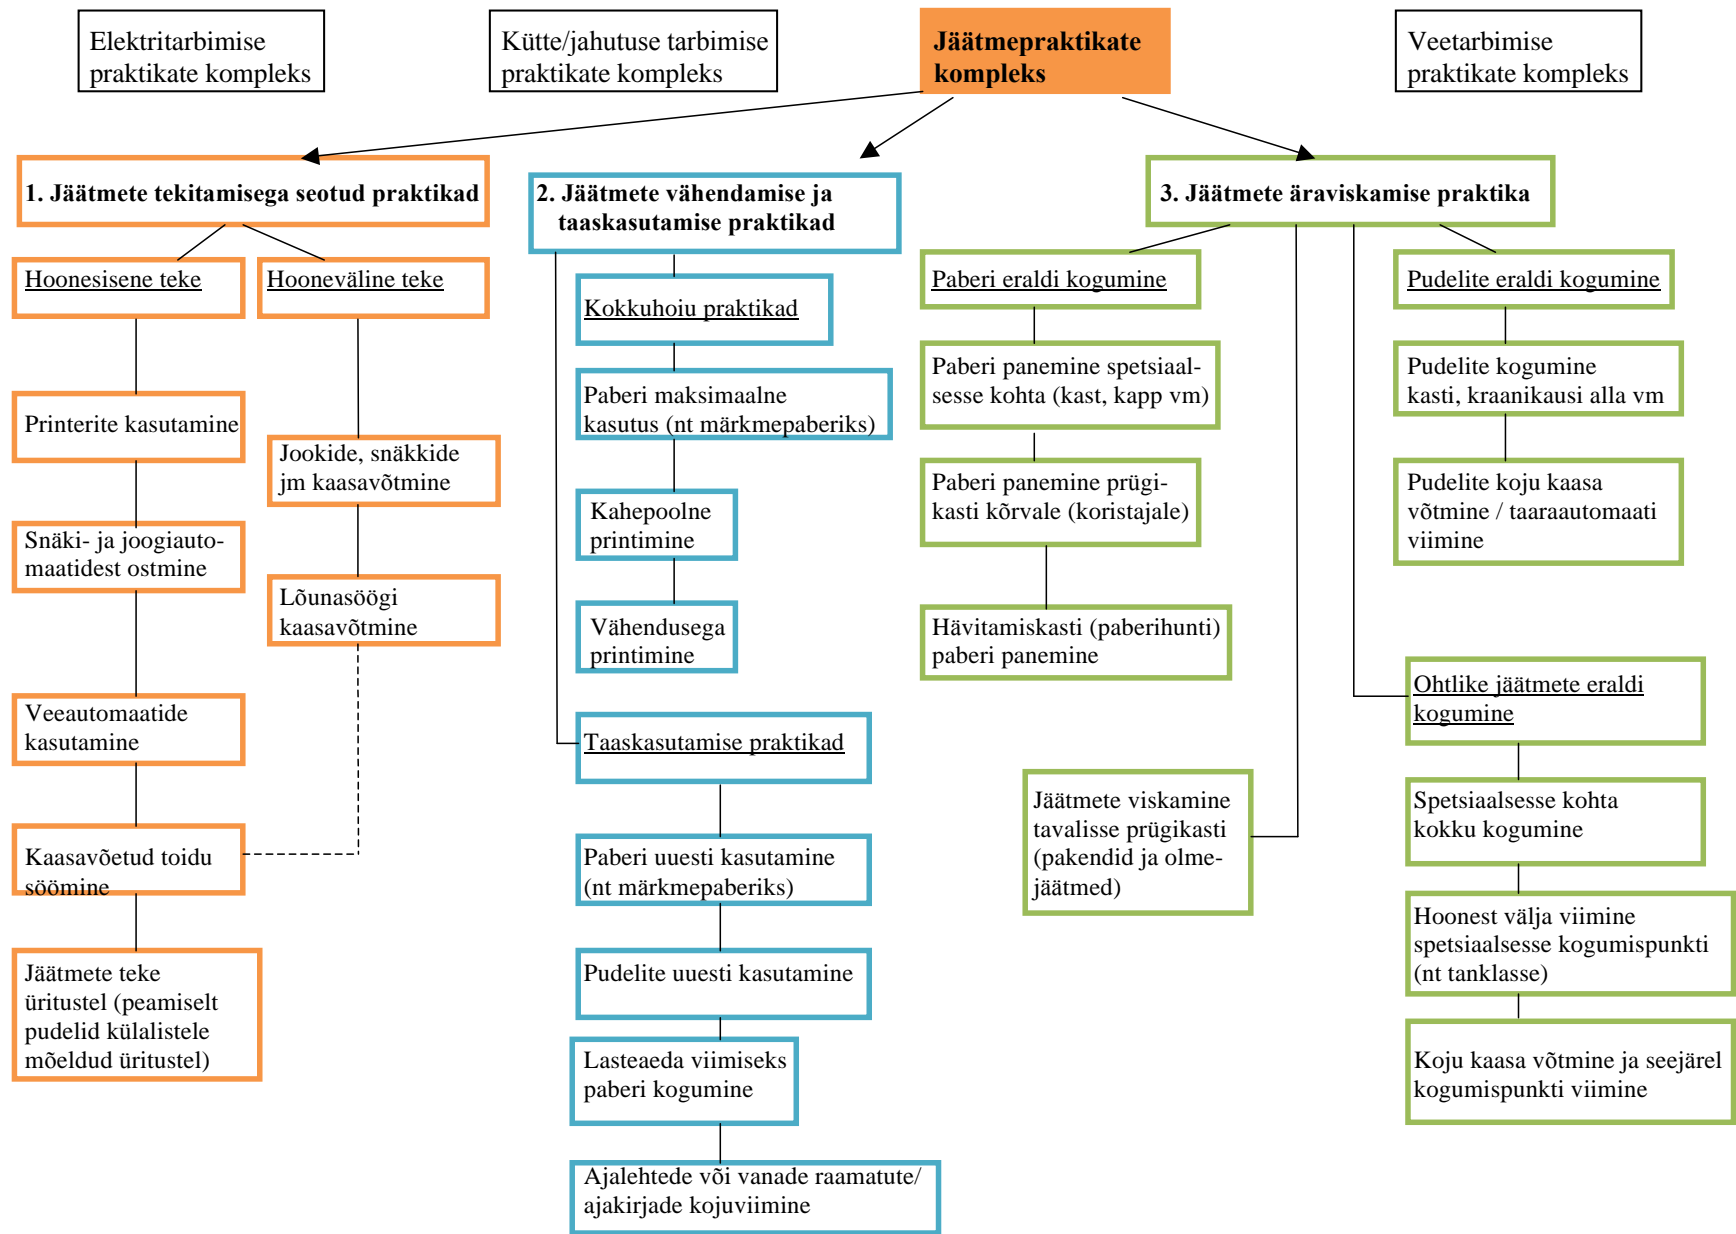 Elektritarbimise
praktikate kompleks
Kütte/jahutuse tarbimise
praktikate kompleks
Jäätmepraktikate
kompleks
Veetarbimise
praktikate kompleks
1. Jäätmete tekitamisega seotud praktikad
Hoonesisene teke
Printerite kasutamine
Snäki- ja joogiauto-
maatidest ostmine
Veeautomaatide
kasutamine
Kaasavõetud toidu
söömine
Jäätmete teke
üritustel (peamiselt
pudelid külalistele
mõeldud üritustel)
Hooneväline teke
Jookide, snäkkide
jm kaasavõtmine
Lõunasöögi
kaasavõtmine
2. Jäätmete vähendamise ja
taaskasutamise praktikad
Kokkuhoiu praktikad
Paberi maksimaalne
kasutus (nt märkmepaberiks)
Kahepoolne
printimine
Vähendusega
printimine
Taaskasutamise praktikad
Paberi uuesti kasutamine
(nt märkmepaberiks)
Pudelite uuesti kasutamine
Lasteaeda viimiseks
paberi kogumine
Ajalehtede või vanade raamatute/
ajakirjade kojuviimine
3. Jäätmete äraviskamise praktika
Paberi eraldi kogumine
Paberi panemine spetsiaal-
sesse kohta (kast, kapp vm)
Paberi panemine prügi-
kasti kõrvale (koristajale)
Hävitamiskasti (paberihunti)
paberi panemine
Jäätmete viskamine
tavalisse prügikasti
(pakendid ja olme-
jäätmed)
Pudelite eraldi kogumine
Pudelite kogumine
kasti, kraanikausi alla vm
Pudelite koju kaasa
võtmine / taaraautomaati
viimine
Ohtlike jäätmete eraldi
kogumine
Spetsiaalsesse kohta
kokku kogumine
Hoonest välja viimine
spetsiaalsesse kogumispunkti
(nt tanklasse)
Koju kaasa võtmine ja seejärel
kogumispunkti viimine